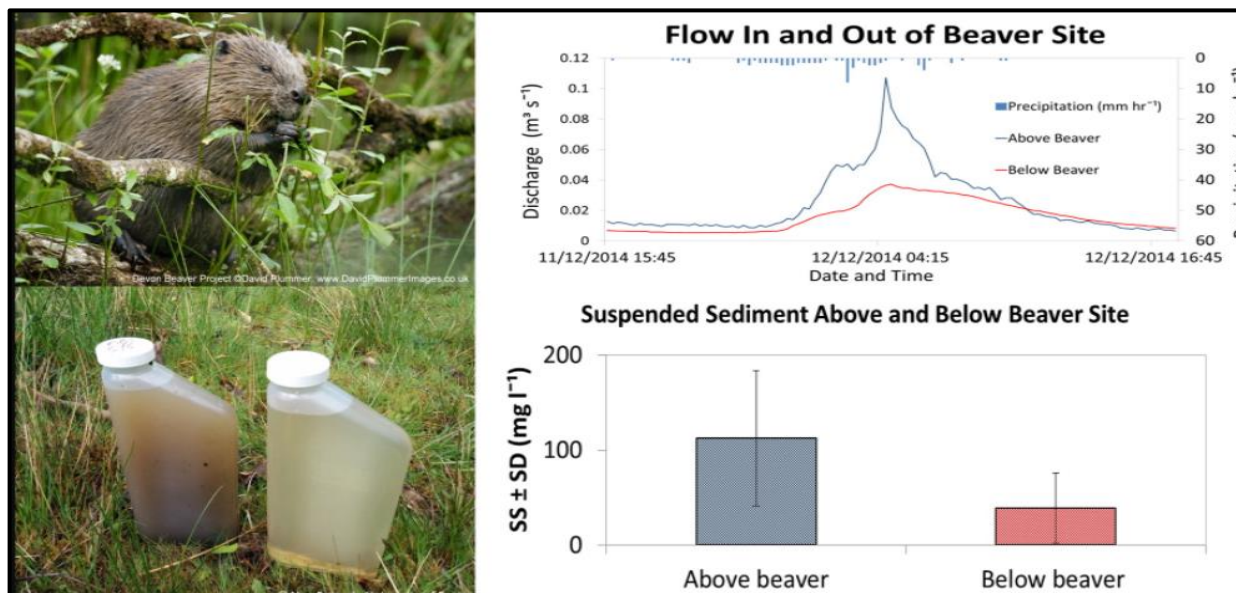 Devon Beaver Project ©David Plummer www.DavidPlummerImages.co.uk
Flow In and Out of Beaver Site
Discharge (m³ s⁻¹)
0.12
0.1
0.08
0.06
0.04
0.02
0
Precipitation (mm hr⁻¹)
Above Beaver
Below Beaver
0
10
20
30
40
50
60
11/12/2014 15:45
12/12/2014 04:15
12/12/2014 16:45
Date and Time
Suspended Sediment Above and Below Beaver Site
SS ± SD (mg l⁻¹)
200
100
0
Above beaver
Below beaver